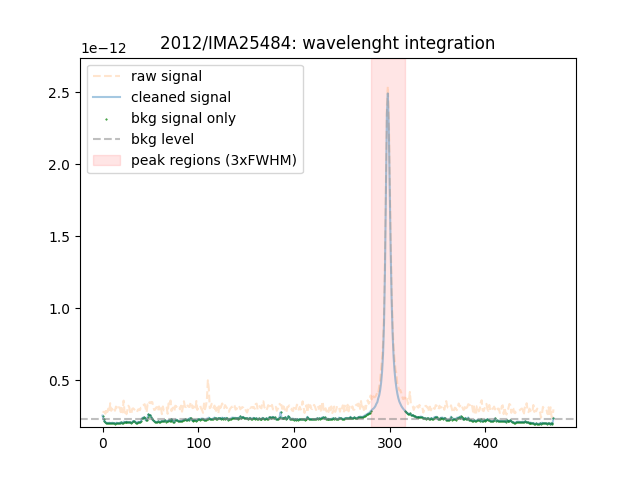 2012/IMA25484: wavelenght integration
1e−12
raw signal
cleaned signal
bkg signal only
bkg level
peak regions (3xFWHM)
2.5
2.0
1.5
1.0
0.5
0 100 200 300 400